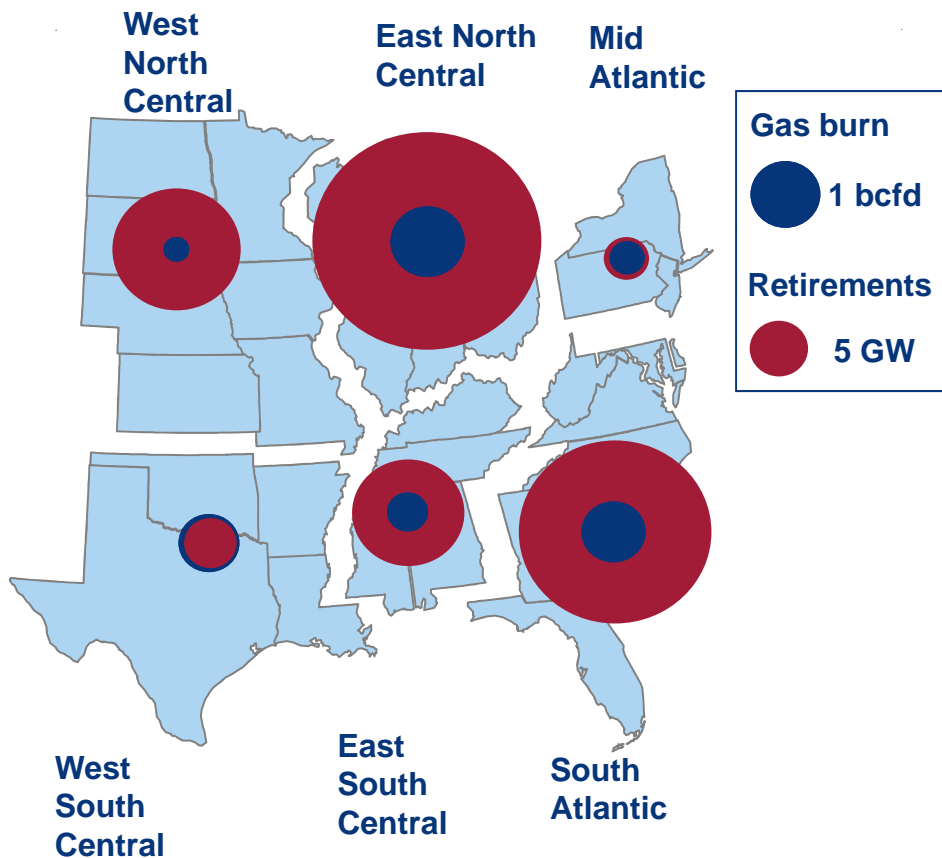 West
North
Central
East North
Central
Mid
Atlantic
Gas burn
1 bcfd
Retirements
5 GW
West
South
Central
East
South
Central
South
Atlantic